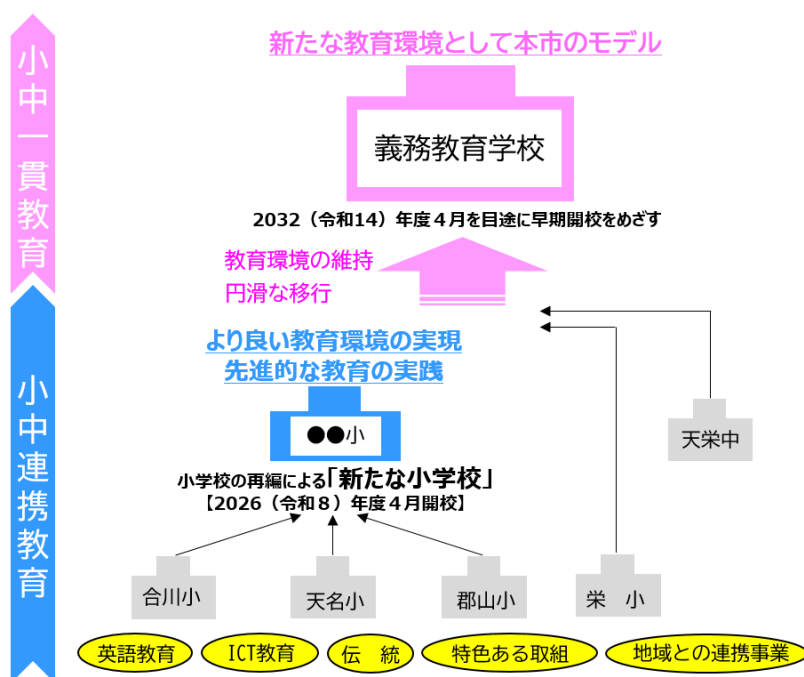 小中一貫教育
新たな教育環境として本市のモデル
義務教育学校
2032（令和14）年度４月を目途に早期開校をめざす
教育環境の維持
円滑な移行
小中連携教育
より良い教育環境の実現
先進的な教育の実践
●●小
天栄中
小学校の再編による「新たな小学校」
【2026（令和８）年度４月開校】
合川小
天名小
郡山小
栄　小
英語教育
ICT教育
伝　統
特色ある取組
地域との連携事業